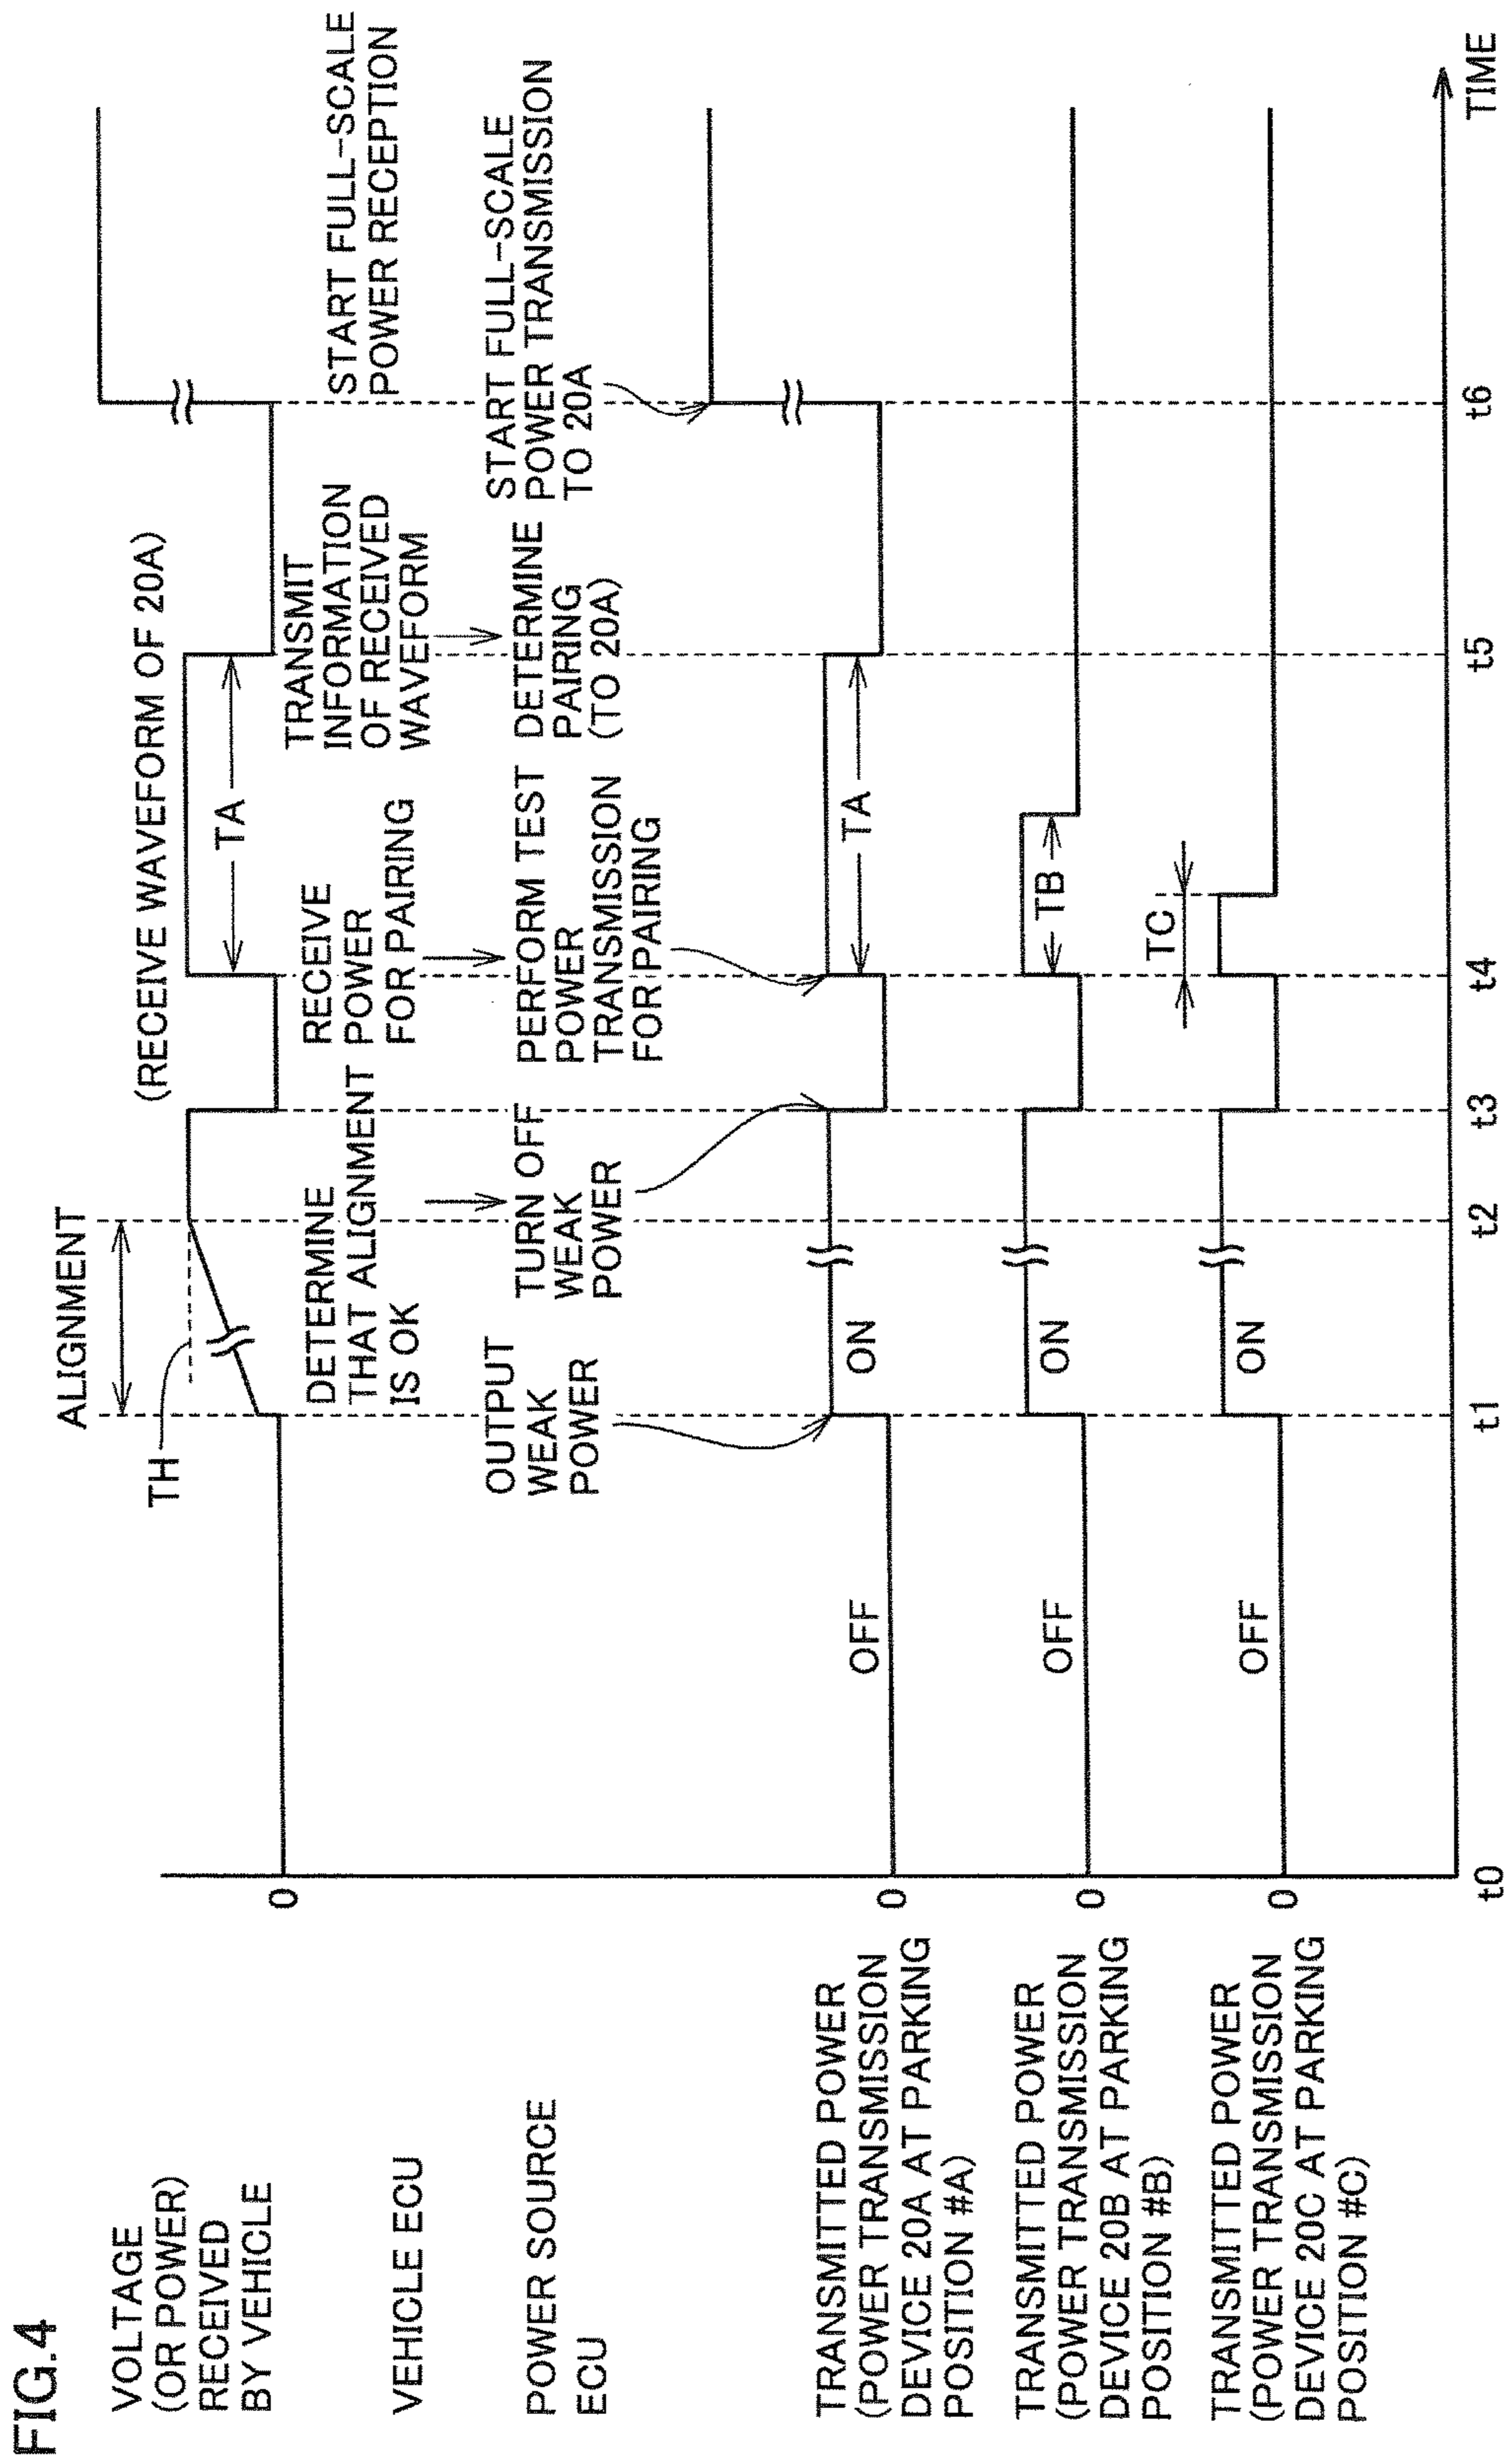 FIG.4
VOLTAGE
(OR POWER)
RECEIVED
BY VEHICLE
0
TH
ALIGNMENT
(RECEIVE WAVEFORM OF 20A)
TA
VEHICLE ECU
DETERMINE
THAT ALIGNMENT
IS OK
RECEIVE
POWER
FOR PAIRING
TRANSMIT
INFORMATION
OF RECEIVED
WAVEFORM
START FULL-SCALE
POWER RECEPTION
POWER SOURCE
ECU
OUTPUT
WEAK
POWER
TURN OFF
WEAK
POWER
PERFORM TEST
POWER
TRANSMISSION
FOR PAIRING
DETERMINE
PAIRING
(TO 20A)
START FULL-SCALE
POWER TRANSMISSION
TO 20A
TRANSMITTED POWER
(POWER TRANSMISSION
DEVICE 20A AT PARKING
POSITION #A)
0
OFF
ON
TA
TRANSMITTED POWER
(POWER TRANSMISSION
DEVICE 20B AT PARKING
POSITION #B)
0
OFF
ON
TB
TRANSMITTED POWER
(POWER TRANSMISSION
DEVICE 20C AT PARKING
POSITION #C)
0
OFF
ON
TC
t0
t1
t2
t3
t4
t5
t6
TIME